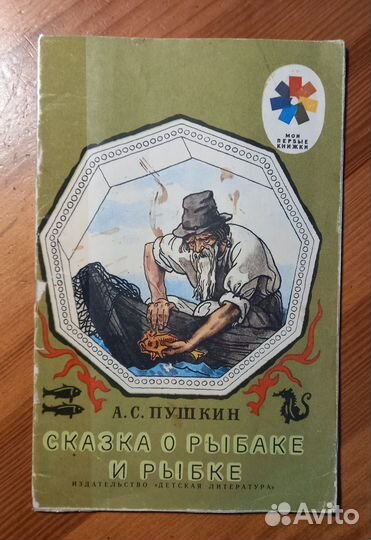 МОИ
ПЕРВЫЕ
КНИЖКИ
А.С. ПУШКИН
СКАЗКА О РЫБАКЕ
И РЫБКЕ
ИЗДАТЕЛЬСТВО «ДЕТСКАЯ ЛИТЕРАТУРА»
Avito